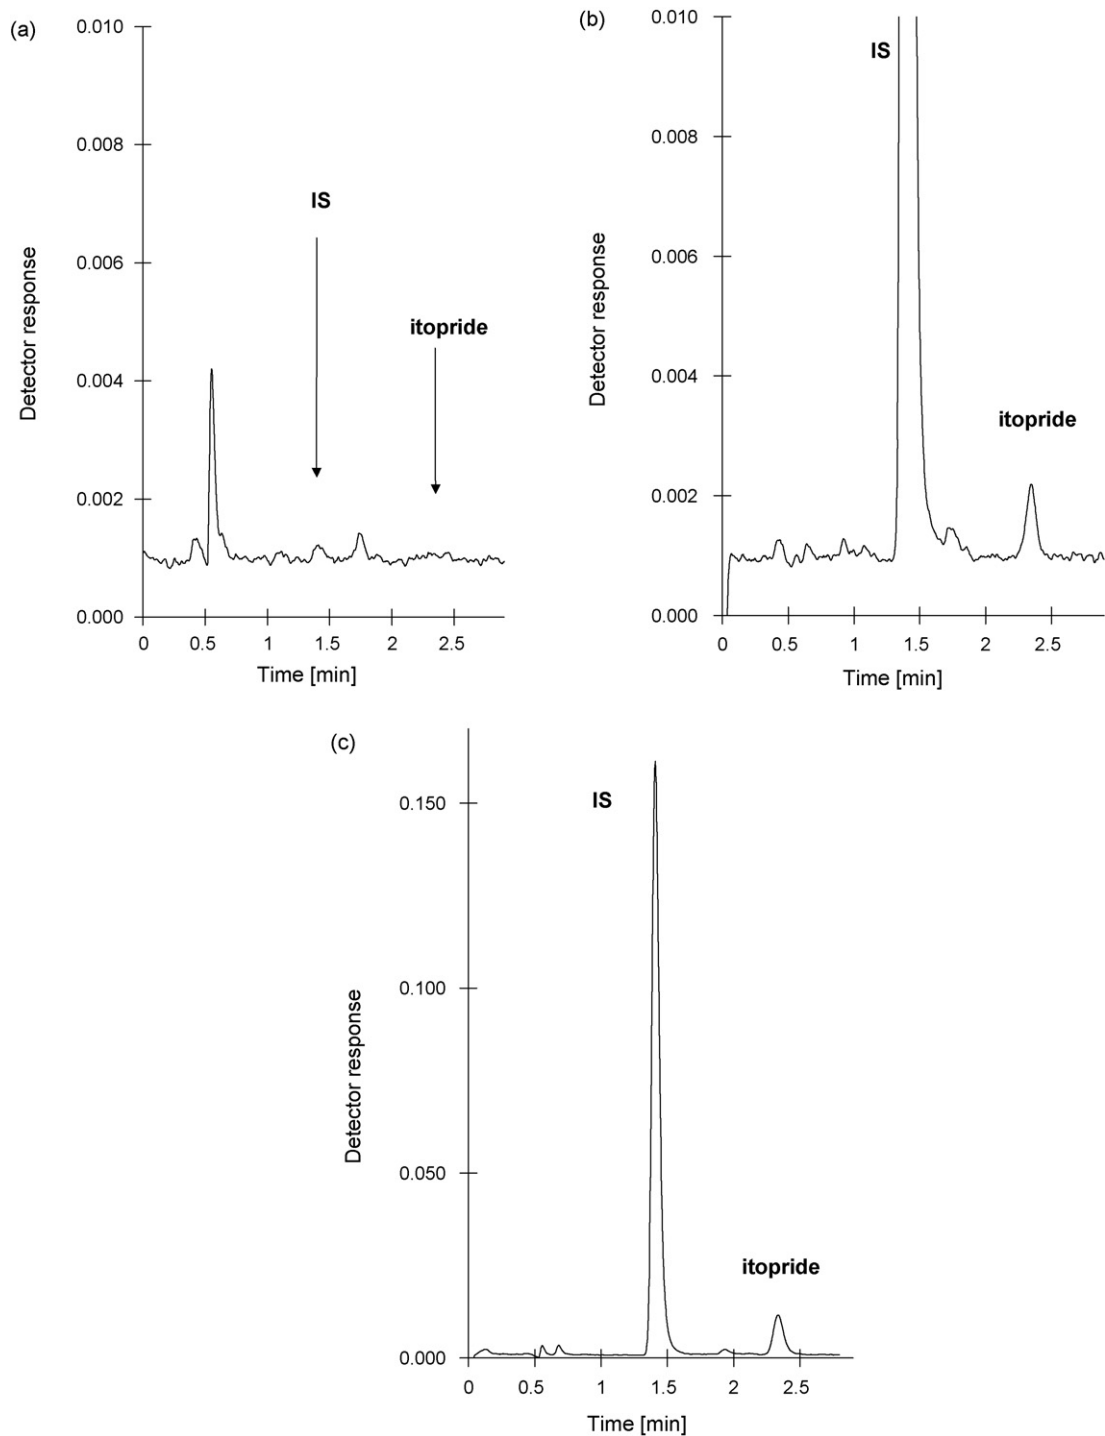 (a)
0.010
0.008
0.006
0.004
0.002
0.000
Detector response
IS
itopride
0 0.5 1 1.5 2 2.5
Time [min]
(b)
0.010
0.008
0.006
0.004
0.002
0.000
Detector response
IS
itopride
0 0.5 1 1.5 2 2.5
Time [min]
(c)
0.150
0.100
0.050
0.000
Detector response
IS
itopride
0 0.5 1 1.5 2 2.5
Time [min]